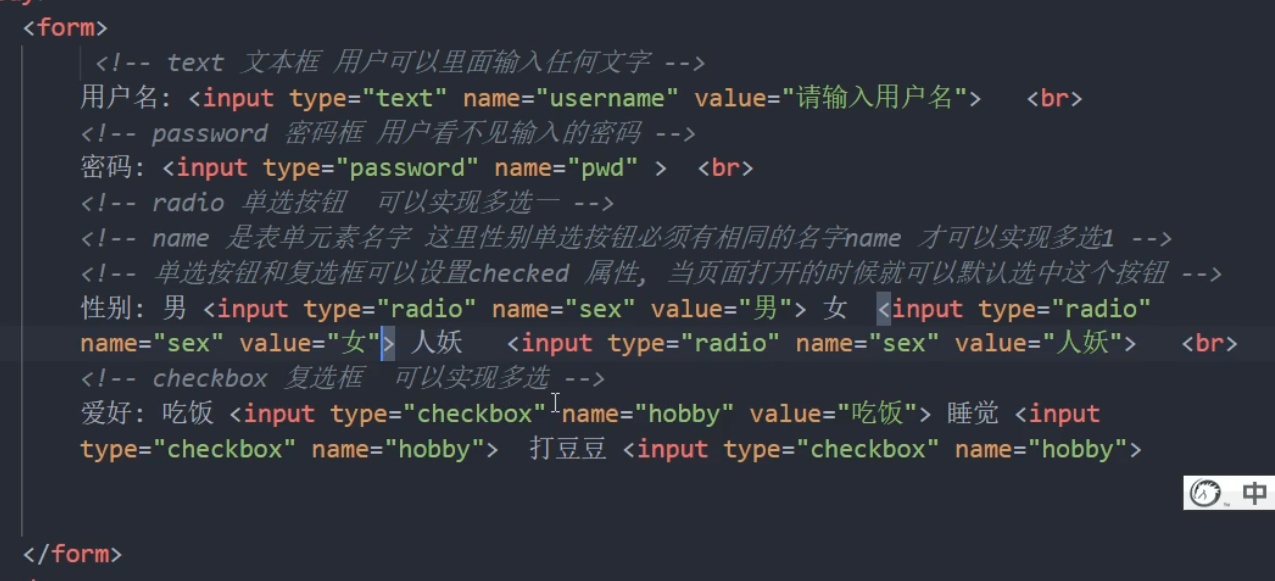 <form>
<!-- text 文本框 用户可以里面输入任何文字 -->
用户名: <input type="text" name="username" value="请输入用户名"> <br>
<!-- password 密码框 用户看不见输入的密码 -->
密码: <input type="password" name="pwd" > <br>
<!-- radio 单选按钮 可以实现多选一 -->
<!-- name 是表单元素名字 这里性别单选按钮必须有相同的名字name 才可以实现多选1 -->
<!-- 单选按钮和复选框可以设置checked 属性, 当页面打开的时候就可以默认选中这个按钮 -->
性别: 男 <input type="radio" name="sex" value="男"> 女 <input type="radio"
name="sex" value="女"> 人妖 <input type="radio" name="sex" value="人妖"> <br>
<!-- checkbox 复选框 可以实现多选 -->
爱好: 吃饭 <input type="checkbox" name="hobby" value="吃饭"> 睡觉 <input
type="checkbox" name="hobby"> 打豆豆 <input type="checkbox" name="hobby">
中
</form>